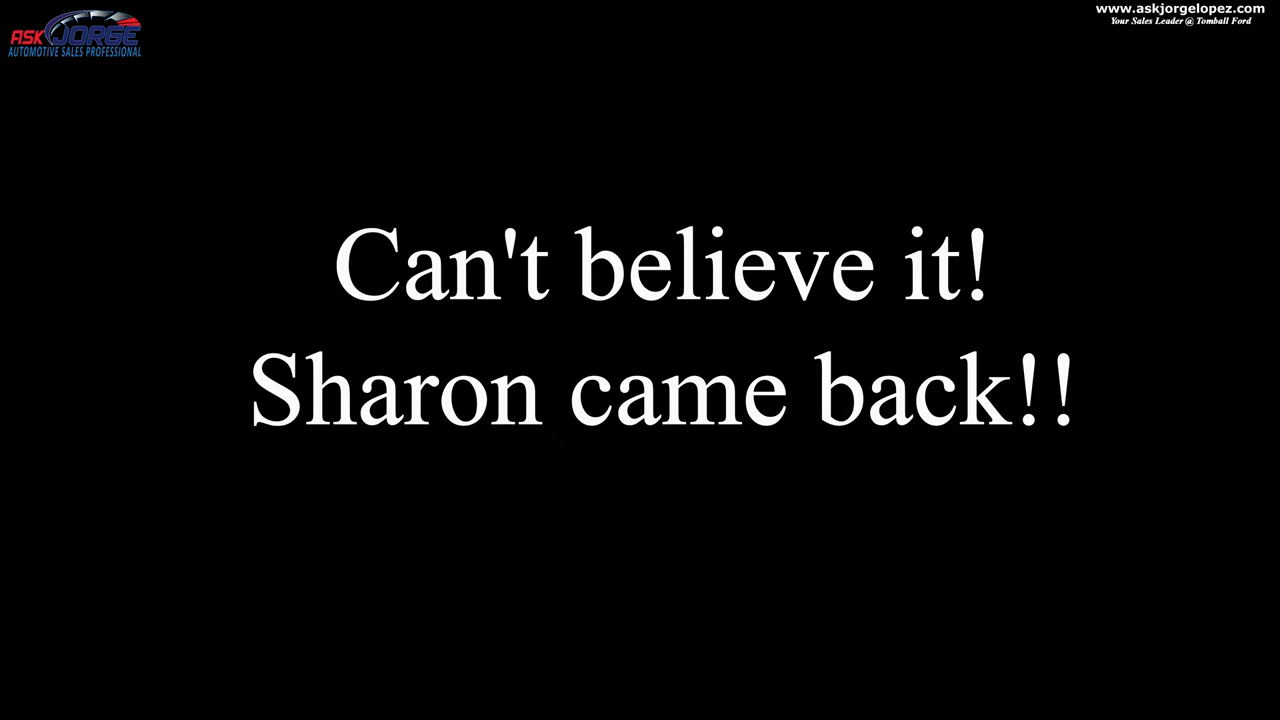 ASK JORGE
AUTOMOTIVE SALES PROFESSIONAL
www.askjorgelopez.com
Your Sales Leader @ Tomball Ford
Can't believe it!
Sharon came back!!